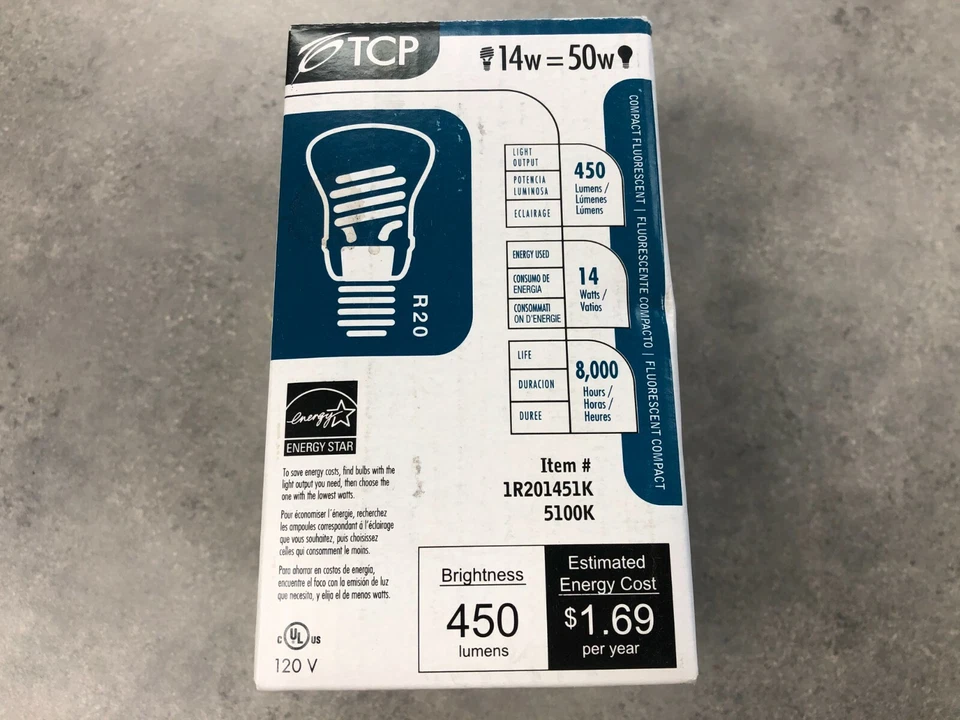 TCP
14w = 50w
COMPACT FLUORESCENT | FLUORESCENTE COMPACTO | FLUORESCENT COMPACT
LIGHT
OUTPUT
POTENCIA
LUMINOSA
ECLAIRAGE
450
Lumens /
Lúmenes
Lúmens
ENERGY USED
CONSUMO DE
ENERGIA
CONSOMMATI
ON D'ENERGIE
14
Watts /
Vatios
LIFE
DURACION
DUREE
8,000
Hours /
Horas /
Heures
R20
energy
ENERGY STAR
To save energy costs, find bulbs with the
light output you need, then choose the
one with the lowest watts.
Pour économiser l'énergie, recherchez
les ampoules correspondant á l'éclairage
que vous souhaitez, puis choisissez
celles qui consomment le moins.
Para ahorrar en costos de energía,
encuentre el foco con la emisión de luz
que necesita, y elija el de menos watts.
Item #
1R201451K
5100K
Brightness
450
lumens
Estimated
Energy Cost
$1.69
per year
C UL US
120 V